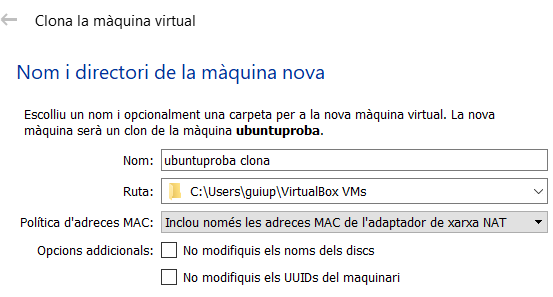 Clona la màquina virtual
Nom i directori de la màquina nova
Escolliu un nom i opcionalment una carpeta per a la nova màquina virtual. La nova
màquina serà un clon de la màquina ubuntuproba.
Nom: ubuntuproba clona
Ruta: C:\Users\guiup\VirtualBox VMs
Política d'adreces MAC: Inclou només les adreces MAC de l'adaptador de xarxa NAT
Opcions addicionals: No modifiquis els noms dels discs
No modifiquis els UUIDs del maquinari